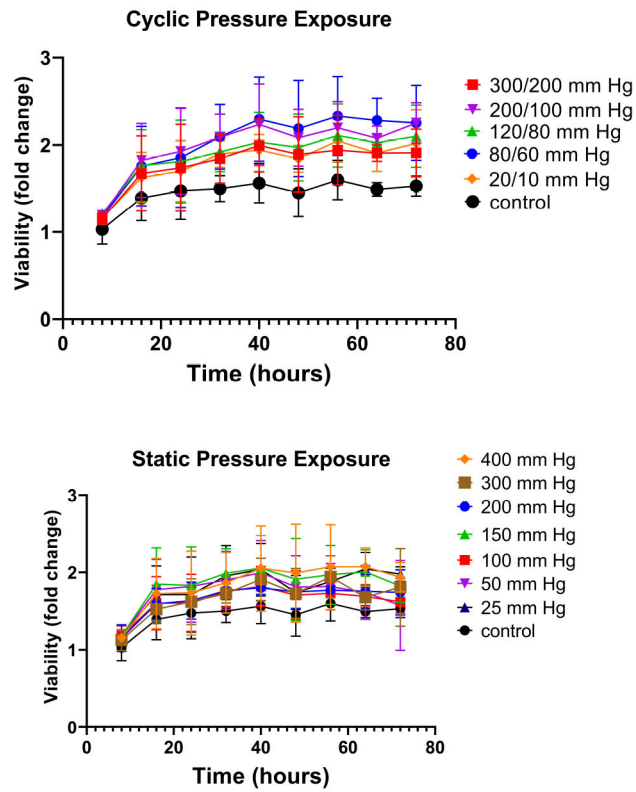 Cyclic Pressure Exposure
Viability (fold change)
3
2
1
0
0 20 40 60 80
Time (hours)
300/200 mm Hg
200/100 mm Hg
120/80 mm Hg
80/60 mm Hg
20/10 mm Hg
control
Static Pressure Exposure
Viability (fold change)
3
2
1
0
0 20 40 60 80
Time (hours)
400 mm Hg
300 mm Hg
200 mm Hg
150 mm Hg
100 mm Hg
50 mm Hg
25 mm Hg
control